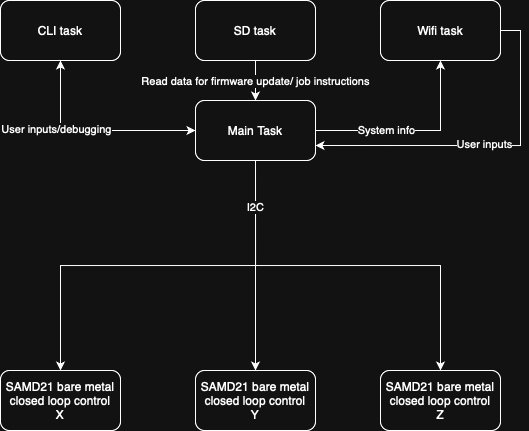 CLI task
SD task
Wifi task
Read data for firmware update/ job instructions
User inputs/debugging
Main Task
System info
User inputs
I2C
SAMD21 bare metal
closed loop control
X
SAMD21 bare metal
closed loop control
Y
SAMD21 bare metal
closed loop control
Z